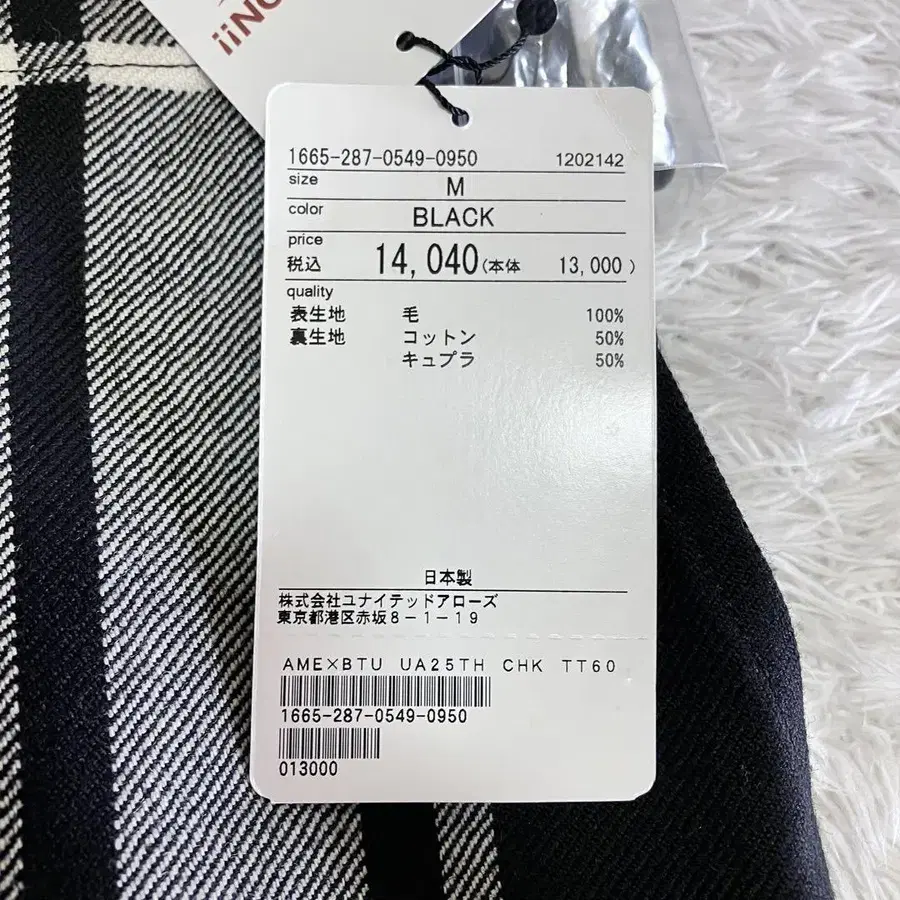 iiNO
1665-287-0549-0950 1202142
size M
color BLACK
price
税込 14,040(本体 13,000)
quality
表生地 毛 100%
裏生地 コットン 50%
キュプラ 50%
日本製
株式会社ユナイテッドアローズ
東京都港区赤坂8-1-19
AME×BTU UA25TH CHK TT60
1665-287-0549-0950
013000